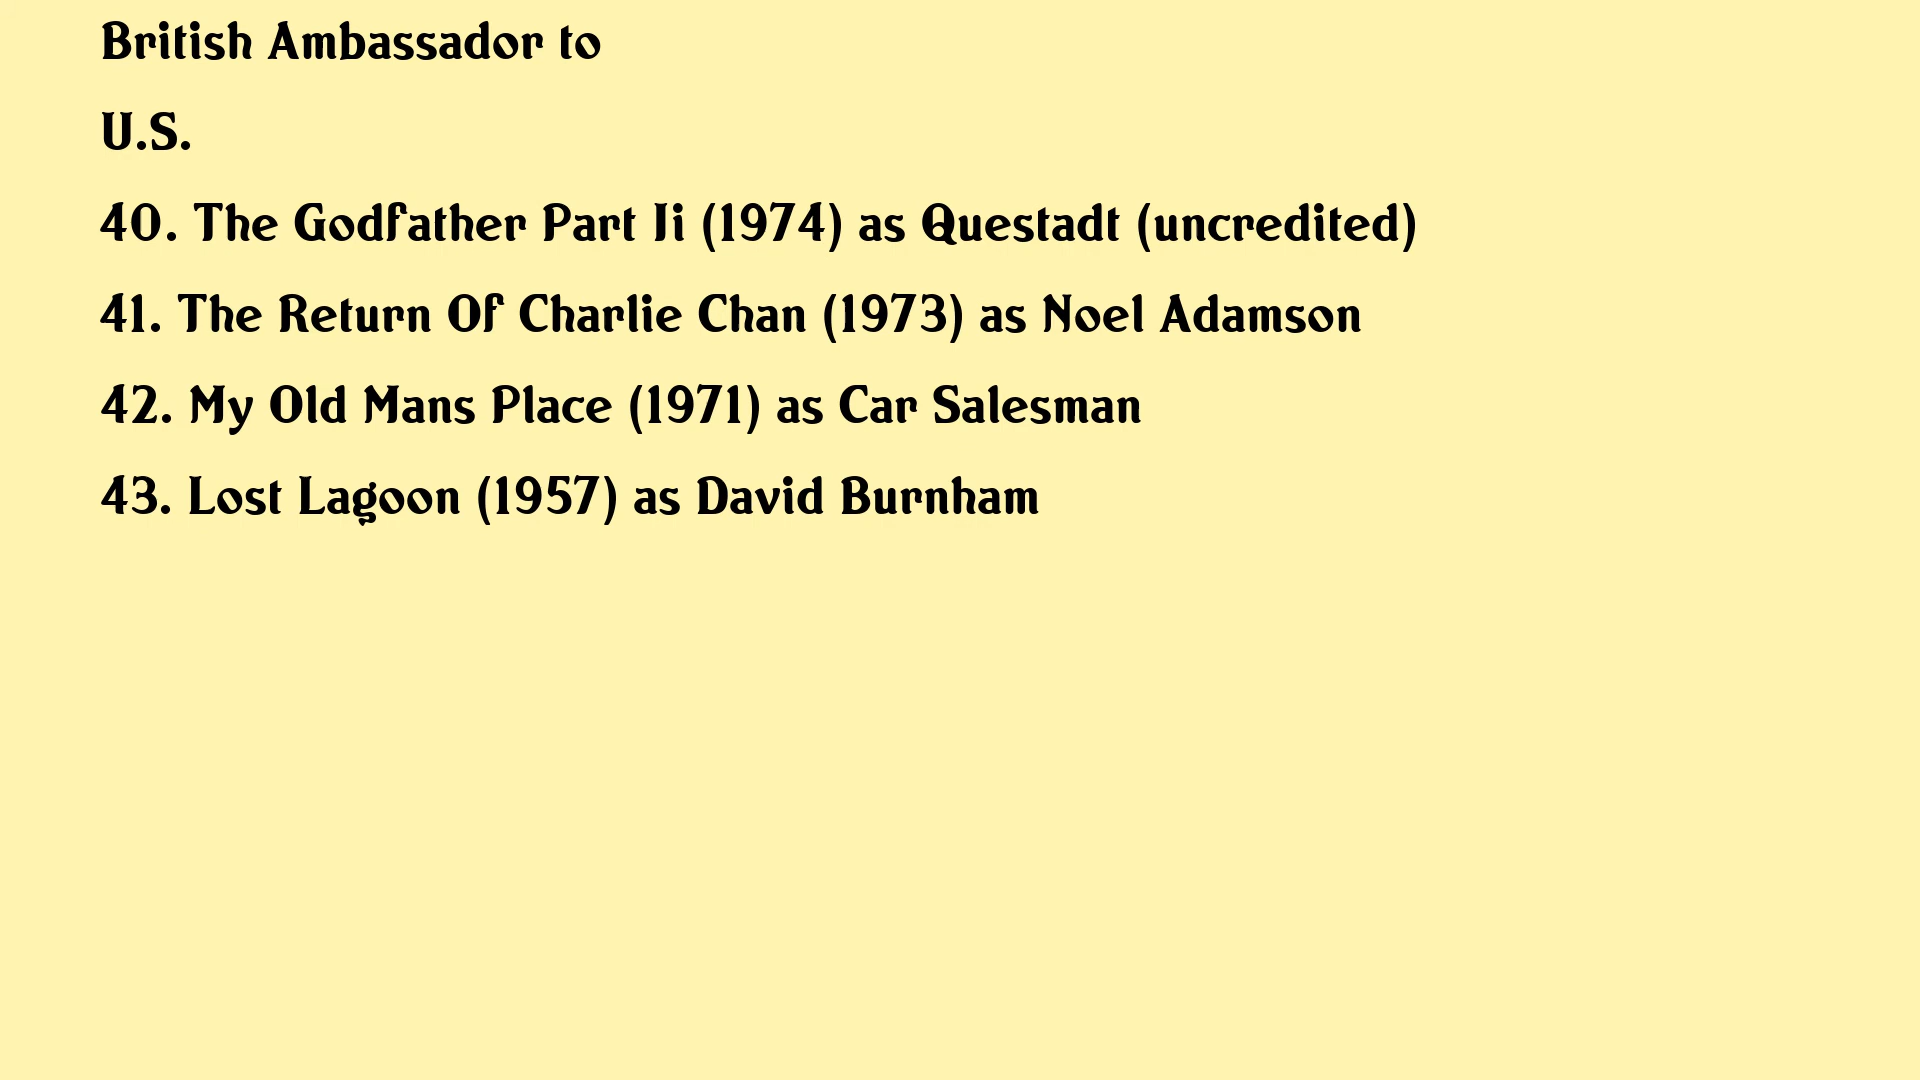 British Ambassador to
U.S.
40. The Godfather Part Ii (1974) as Questadt (uncredited)
41. The Return Of Charlie Chan (1973) as Noel Adamson
42. My Old Mans Place (1971) as Car Salesman
43. Lost Lagoon (1957) as David Burnham